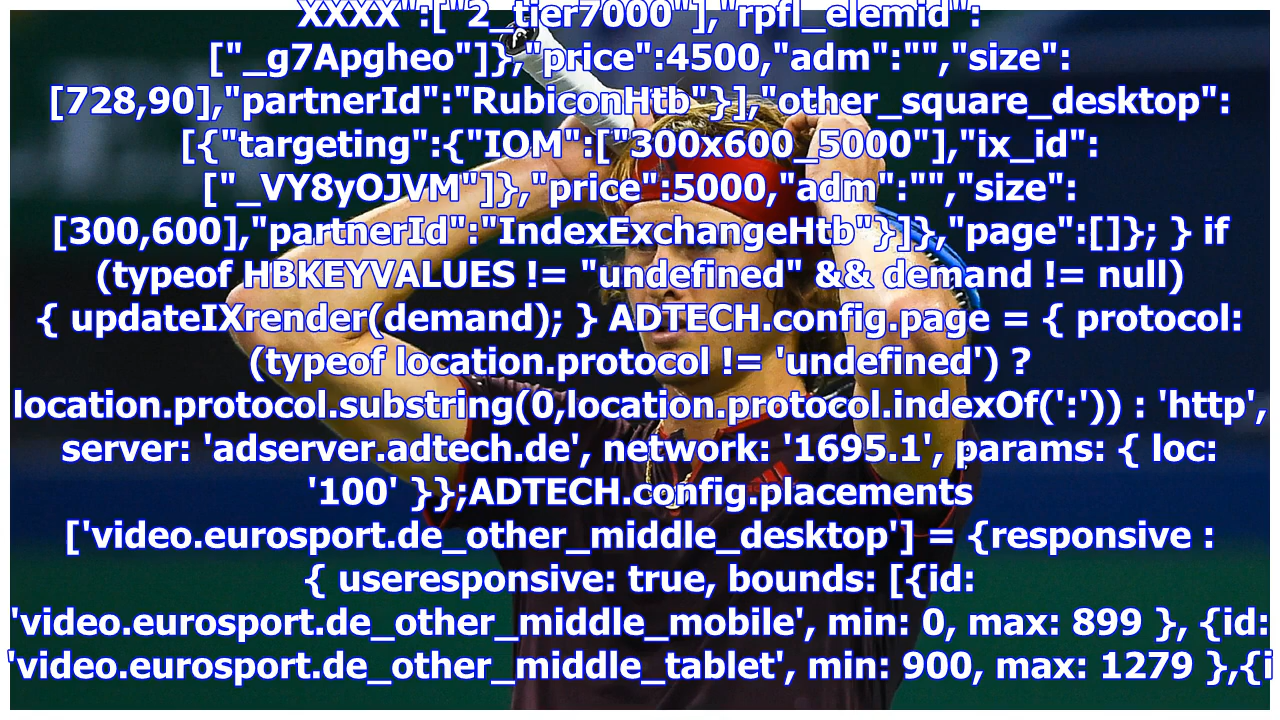 XXXX":["2_tier7000"],"rpfl_elemid":
["_g7Apgheo"]},"price":4500,"adm":"","size":
[728,90],"partnerId":"RubiconHtb"}],"other_square_desktop":
[{"targeting":{"IOM":["300x600_5000"],"ix_id":
["_VY8yOJVM"]},"price":5000,"adm":"","size":
[300,600],"partnerId":"IndexExchangeHtb"}]},"page":[]}; } if
(typeof HBKEYVALUES != "undefined" && demand != null)
{ updateIXrender(demand); } ADTECH.config.page = { protocol:
(typeof location.protocol != 'undefined') ?
location.protocol.substring(0,location.protocol.indexOf(':')) : 'http',
server: 'adserver.adtech.de', network: '1695.1', params: { loc:
'100' }};ADTECH.config.placements
['video.eurosport.de_other_middle_desktop'] = {responsive :
{ useresponsive: true, bounds: [{id:
'video.eurosport.de_other_middle_mobile', min: 0, max: 899 }, {id:
'video.eurosport.de_other_middle_tablet', min: 900, max: 1279 },{i